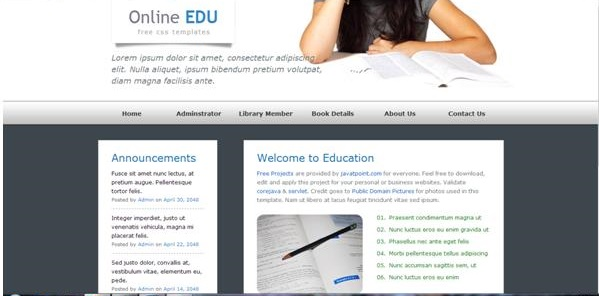 Online EDU
free css templates
Lorem ipsum dolor sit amet, consectetur adipiscing
elit. Nulla aliquet, ipsum bibendum pretium volutpat,
diam magna facilisis ante.
Home Adminstrator Library Member Book Details About Us Contact Us
Announcements
Fusce sit amet nunc lectus, at
pretium augue. Pellentesque
tortor felis.
Posted by Admin on April 30, 2048
Integer imperdiet, justo ut
venenatis vehicula, magna mi
placerat felis.
Posted by Admin on April 22, 2048
Sed justo dolor, convallis at,
vestibulum vitae, elementum eu,
pede.
Posted by Admin on April 14, 2048
Welcome to Education
Free Projects are provided by javatpoint.com for everyone. Feel free to download,
edit and apply this project for your personal or business websites. Validate
corejava & servlet. Credit goes to Public Domain Pictures for photos used in this
template. Nam ut libero at lacus feugiat tincidunt vitae sed ipsum.
01. Praesent condimentum magna ut
02. Nunc luctus eros eu enim gravida ut
03. Phasellus nec ante eget felis
04. Morbi pellentesque tellus adipiscing
05. Nunc accumsan sagittis sem, ut
06. Nunc luctus eros eu enim